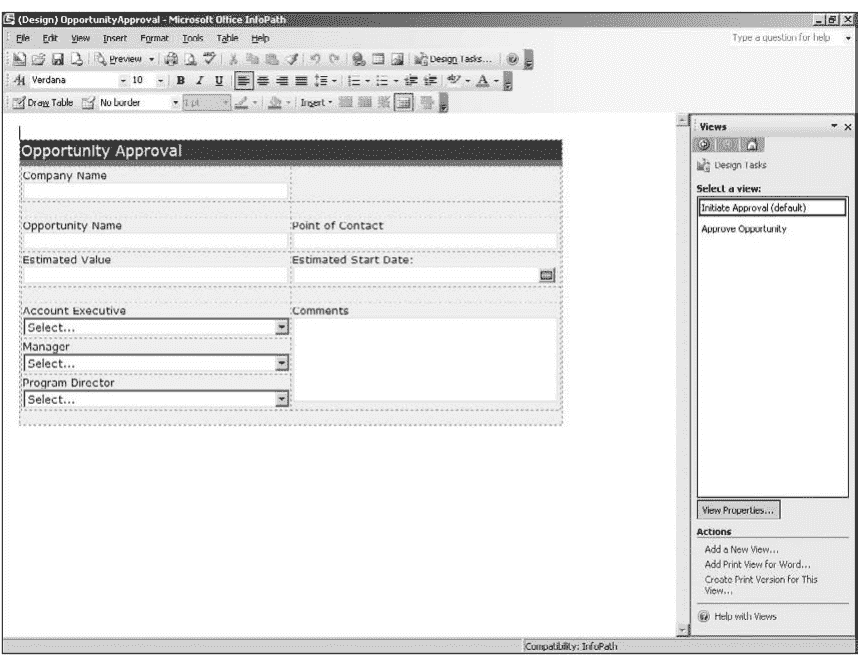 (Design) OpportunityApproval - Microsoft Office InfoPath
File Edit View Insert Format Tools Table Help
Type a question for help
Preview
Design Tasks...
Verdana 10 B I U A
Draw Table No border 1 pt Insert
Opportunity Approval
Company Name
Opportunity Name Point of Contact
Estimated Value Estimated Start Date:
Account Executive Comments
Select...
Manager
Select...
Program Director
Select...
Views
Design Tasks
Select a view:
Initiate Approval (default)
Approve Opportunity
View Properties...
Actions
Add a New View...
Add Print View for Word...
Create Print Version for This
View...
Help with Views
Compatibility: InfoPath